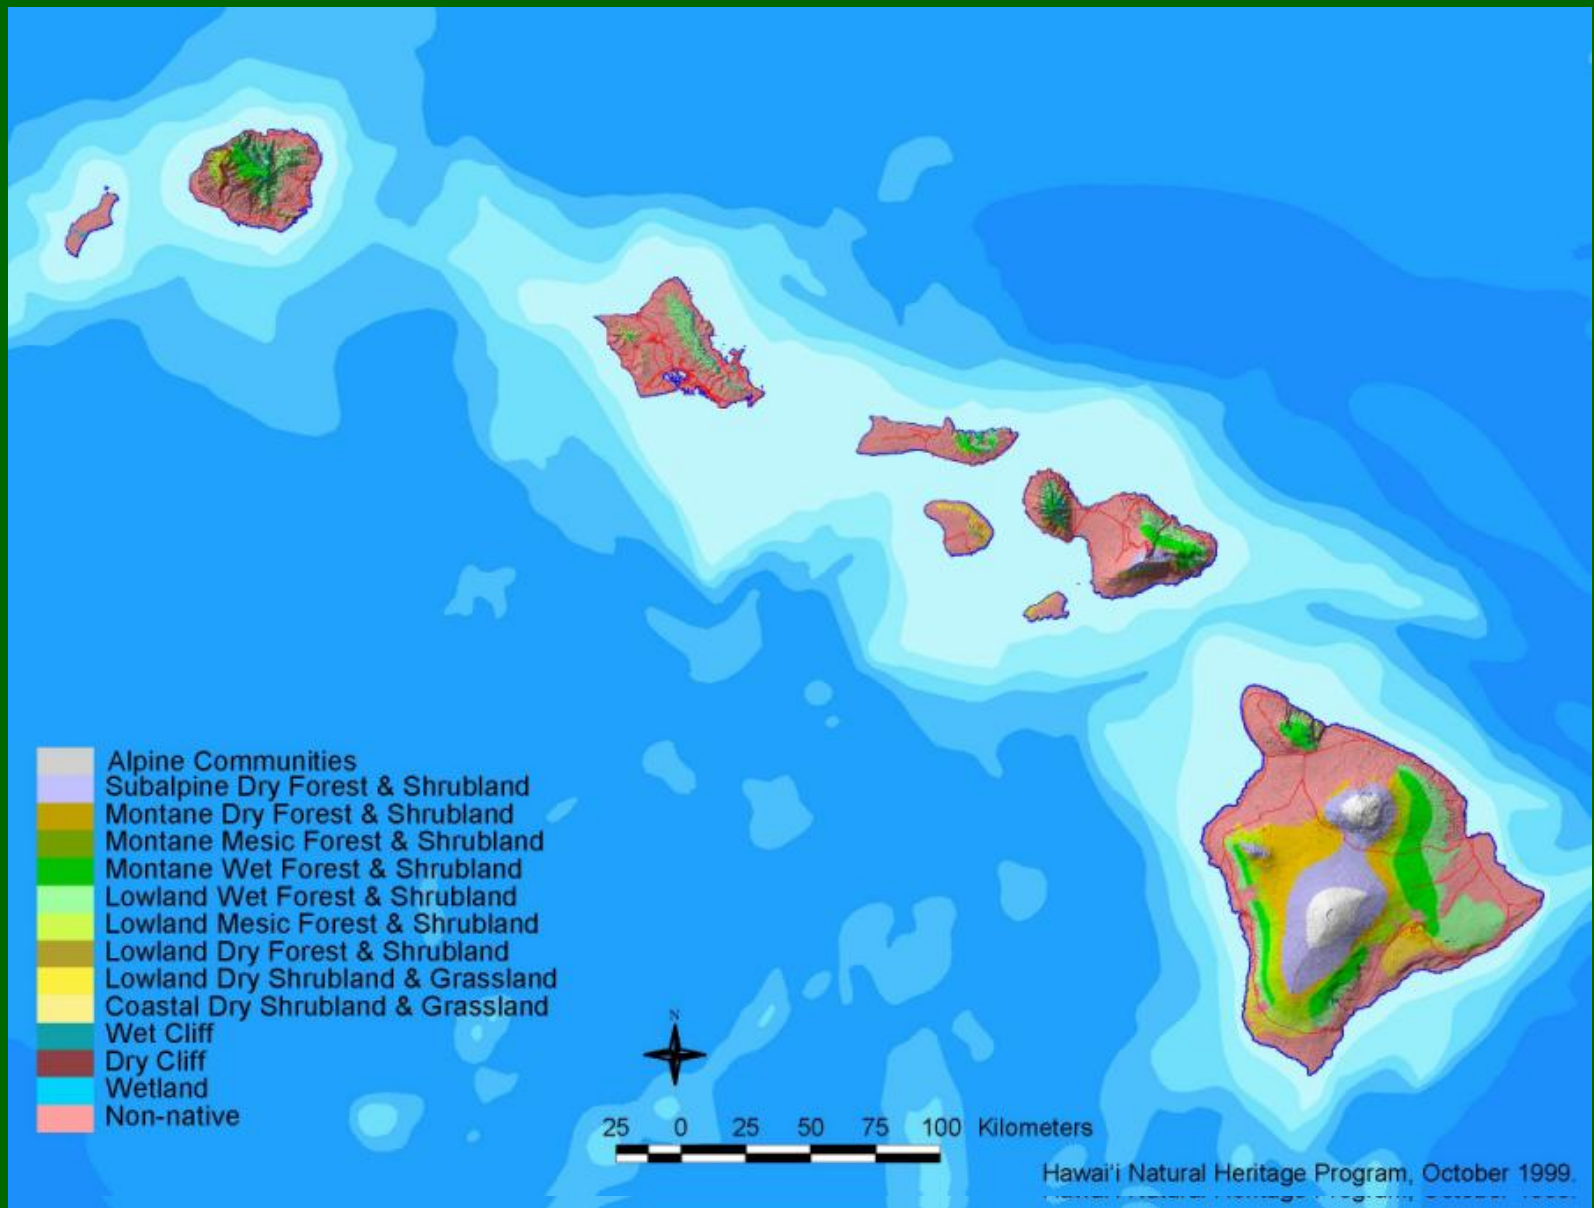 Alpine Communities
Subalpine Dry Forest & Shrubland
Montane Dry Forest & Shrubland
Montane Mesic Forest & Shrubland
Montane Wet Forest & Shrubland
Lowland Wet Forest & Shrubland
Lowland Mesic Forest & Shrubland
Lowland Dry Forest & Shrubland
Lowland Dry Shrubland & Grassland
Coastal Dry Shrubland & Grassland
Wet Cliff
Dry Cliff
Wetland
Non-native
N
25 0 25 50 75 100 Kilometers
Hawai'i Natural Heritage Program, October 1999.